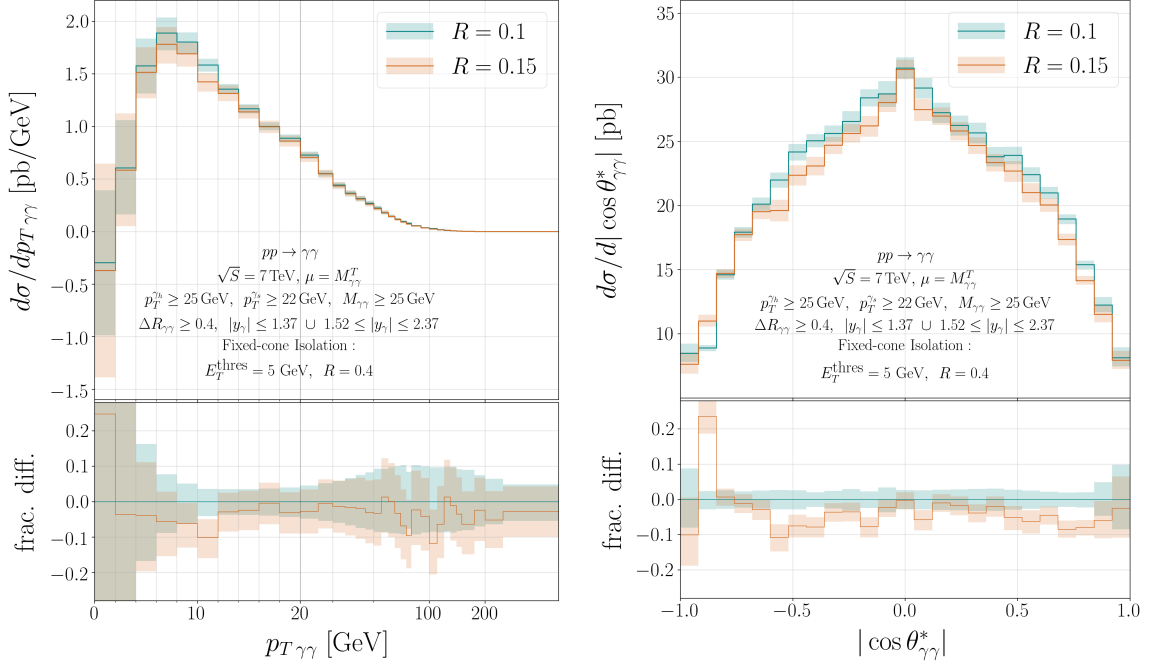 dσ/dp_{T γγ} [pb/GeV]
2.0
1.5
1.0
0.5
0.0
−0.5
−1.0
−1.5
R = 0.1
R = 0.15
pp → γγ
√S = 7 TeV, μ = M^T_{γγ}
p_T^{γ_h} ≥ 25 GeV, p_T^{γ_s} ≥ 22 GeV, M_{γγ} ≥ 25 GeV
ΔR_{γγ} ≥ 0.4, |y_γ| ≤ 1.37 ∪ 1.52 ≤ |y_γ| ≤ 2.37
Fixed-cone Isolation :
E_T^{thres} = 5 GeV, R = 0.4
frac. diff.
0.2
0.1
0.0
−0.1
−0.2
0 10 20 100 200
p_{T γγ} [GeV]
dσ/d| cos θ*_{γγ}| [pb]
35
30
25
20
15
10
R = 0.1
R = 0.15
pp → γγ
√S = 7 TeV, μ = M^T_{γγ}
p_T^{γ_h} ≥ 25 GeV, p_T^{γ_s} ≥ 22 GeV, M_{γγ} ≥ 25 GeV
ΔR_{γγ} ≥ 0.4, |y_γ| ≤ 1.37 ∪ 1.52 ≤ |y_γ| ≤ 2.37
Fixed-cone Isolation :
E_T^{thres} = 5 GeV, R = 0.4
frac. diff.
0.2
0.1
0.0
−0.1
−0.2
−1.0 −0.5 0.0 0.5 1.0
| cos θ*_{γγ}|